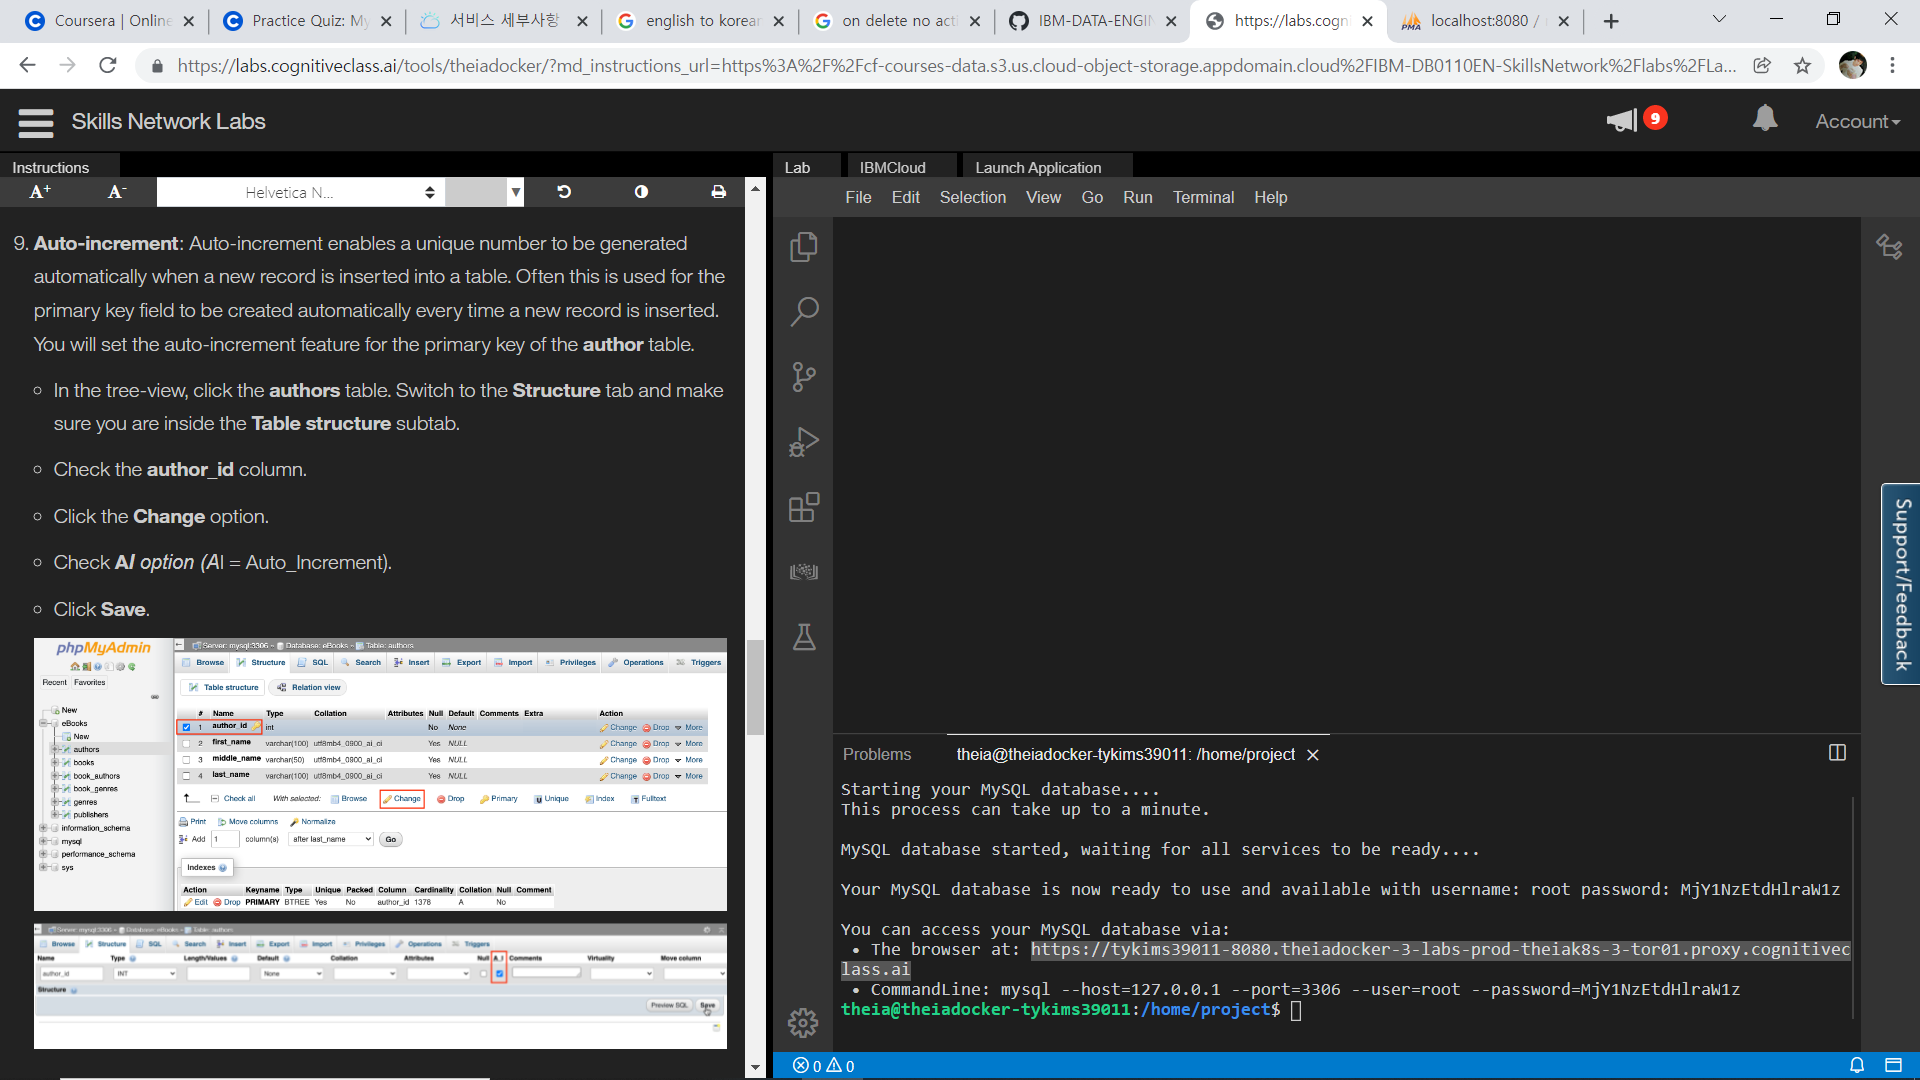 Coursera | Online
Practice Quiz: My
서비스 세부사항
english to korean
on delete no acti
IBM-DATA-ENGIN
https://labs.cogni
localhost:8080 /
https://labs.cognitiveclass.ai/tools/theiadocker/?md_instructions_url=https%3A%2F%2Fcf-courses-data.s3.us.cloud-object-storage.appdomain.cloud%2FIBM-DB0110EN-SkillsNetwork%2Flabs%2FLa...
Skills Network Labs
9
Account
Instructions
A+ A- Helvetica N...
9. Auto-increment: Auto-increment enables a unique number to be generated
automatically when a new record is inserted into a table. Often this is used for the
primary key field to be created automatically every time a new record is inserted.
You will set the auto-increment feature for the primary key of the author table.
In the tree-view, click the authors table. Switch to the Structure tab and make
sure you are inside the Table structure subtab.
Check the author_id column.
Click the Change option.
Check AI option (AI = Auto_Increment).
Click Save.
phpMyAdmin
Recent Favorites
New
eBooks
New
authors
books
book_authors
book_genres
genres
publishers
information_schema
mysql
performance_schema
sys
Server: mysql:3306 Database: eBooks Table: authors
Browse Structure SQL Search Insert Export Import Privileges Operations Triggers
Table structure Relation view
# Name Type Collation Attributes Null Default Comments Extra Action
1 author_id int No None Change Drop More
2 first_name varchar(100) utf8mb4_0900_ai_ci Yes NULL Change Drop More
3 middle_name varchar(50) utf8mb4_0900_ai_ci Yes NULL Change Drop More
4 last_name varchar(100) utf8mb4_0900_ai_ci Yes NULL Change Drop More
Check all With selected: Browse Change Drop Primary Unique Index Fulltext
Print Move columns Normalize
Add 1 column(s) after last_name Go
Indexes
Action Keyname Type Unique Packed Column Cardinality Collation Null Comment
Edit Drop PRIMARY BTREE Yes No author_id 1378 A No
Server: mysql:3306 Database: eBooks Table: authors
Browse Structure SQL Search Insert Export Import Privileges Operations Triggers
Name Type Length/Values Default Collation Attributes Null A_I Comments Virtuality Move column
author_id INT None
Structure
Preview SQL Save
Lab IBMCloud Launch Application
File Edit Selection View Go Run Terminal Help
Support/Feedback
Problems theia@theiadocker-tykims39011: /home/project
Starting your MySQL database....
This process can take up to a minute.
MySQL database started, waiting for all services to be ready....
Your MySQL database is now ready to use and available with username: root password: MjY1NzEtdHlraW1z
You can access your MySQL database via:
• The browser at: https://tykims39011-8080.theiadocker-3-labs-prod-theiak8s-3-tor01.proxy.cognitivec
lass.ai
• CommandLine: mysql --host=127.0.0.1 --port=3306 --user=root --password=MjY1NzEtdHlraW1z
theia@theiadocker-tykims39011:/home/project$
0 0